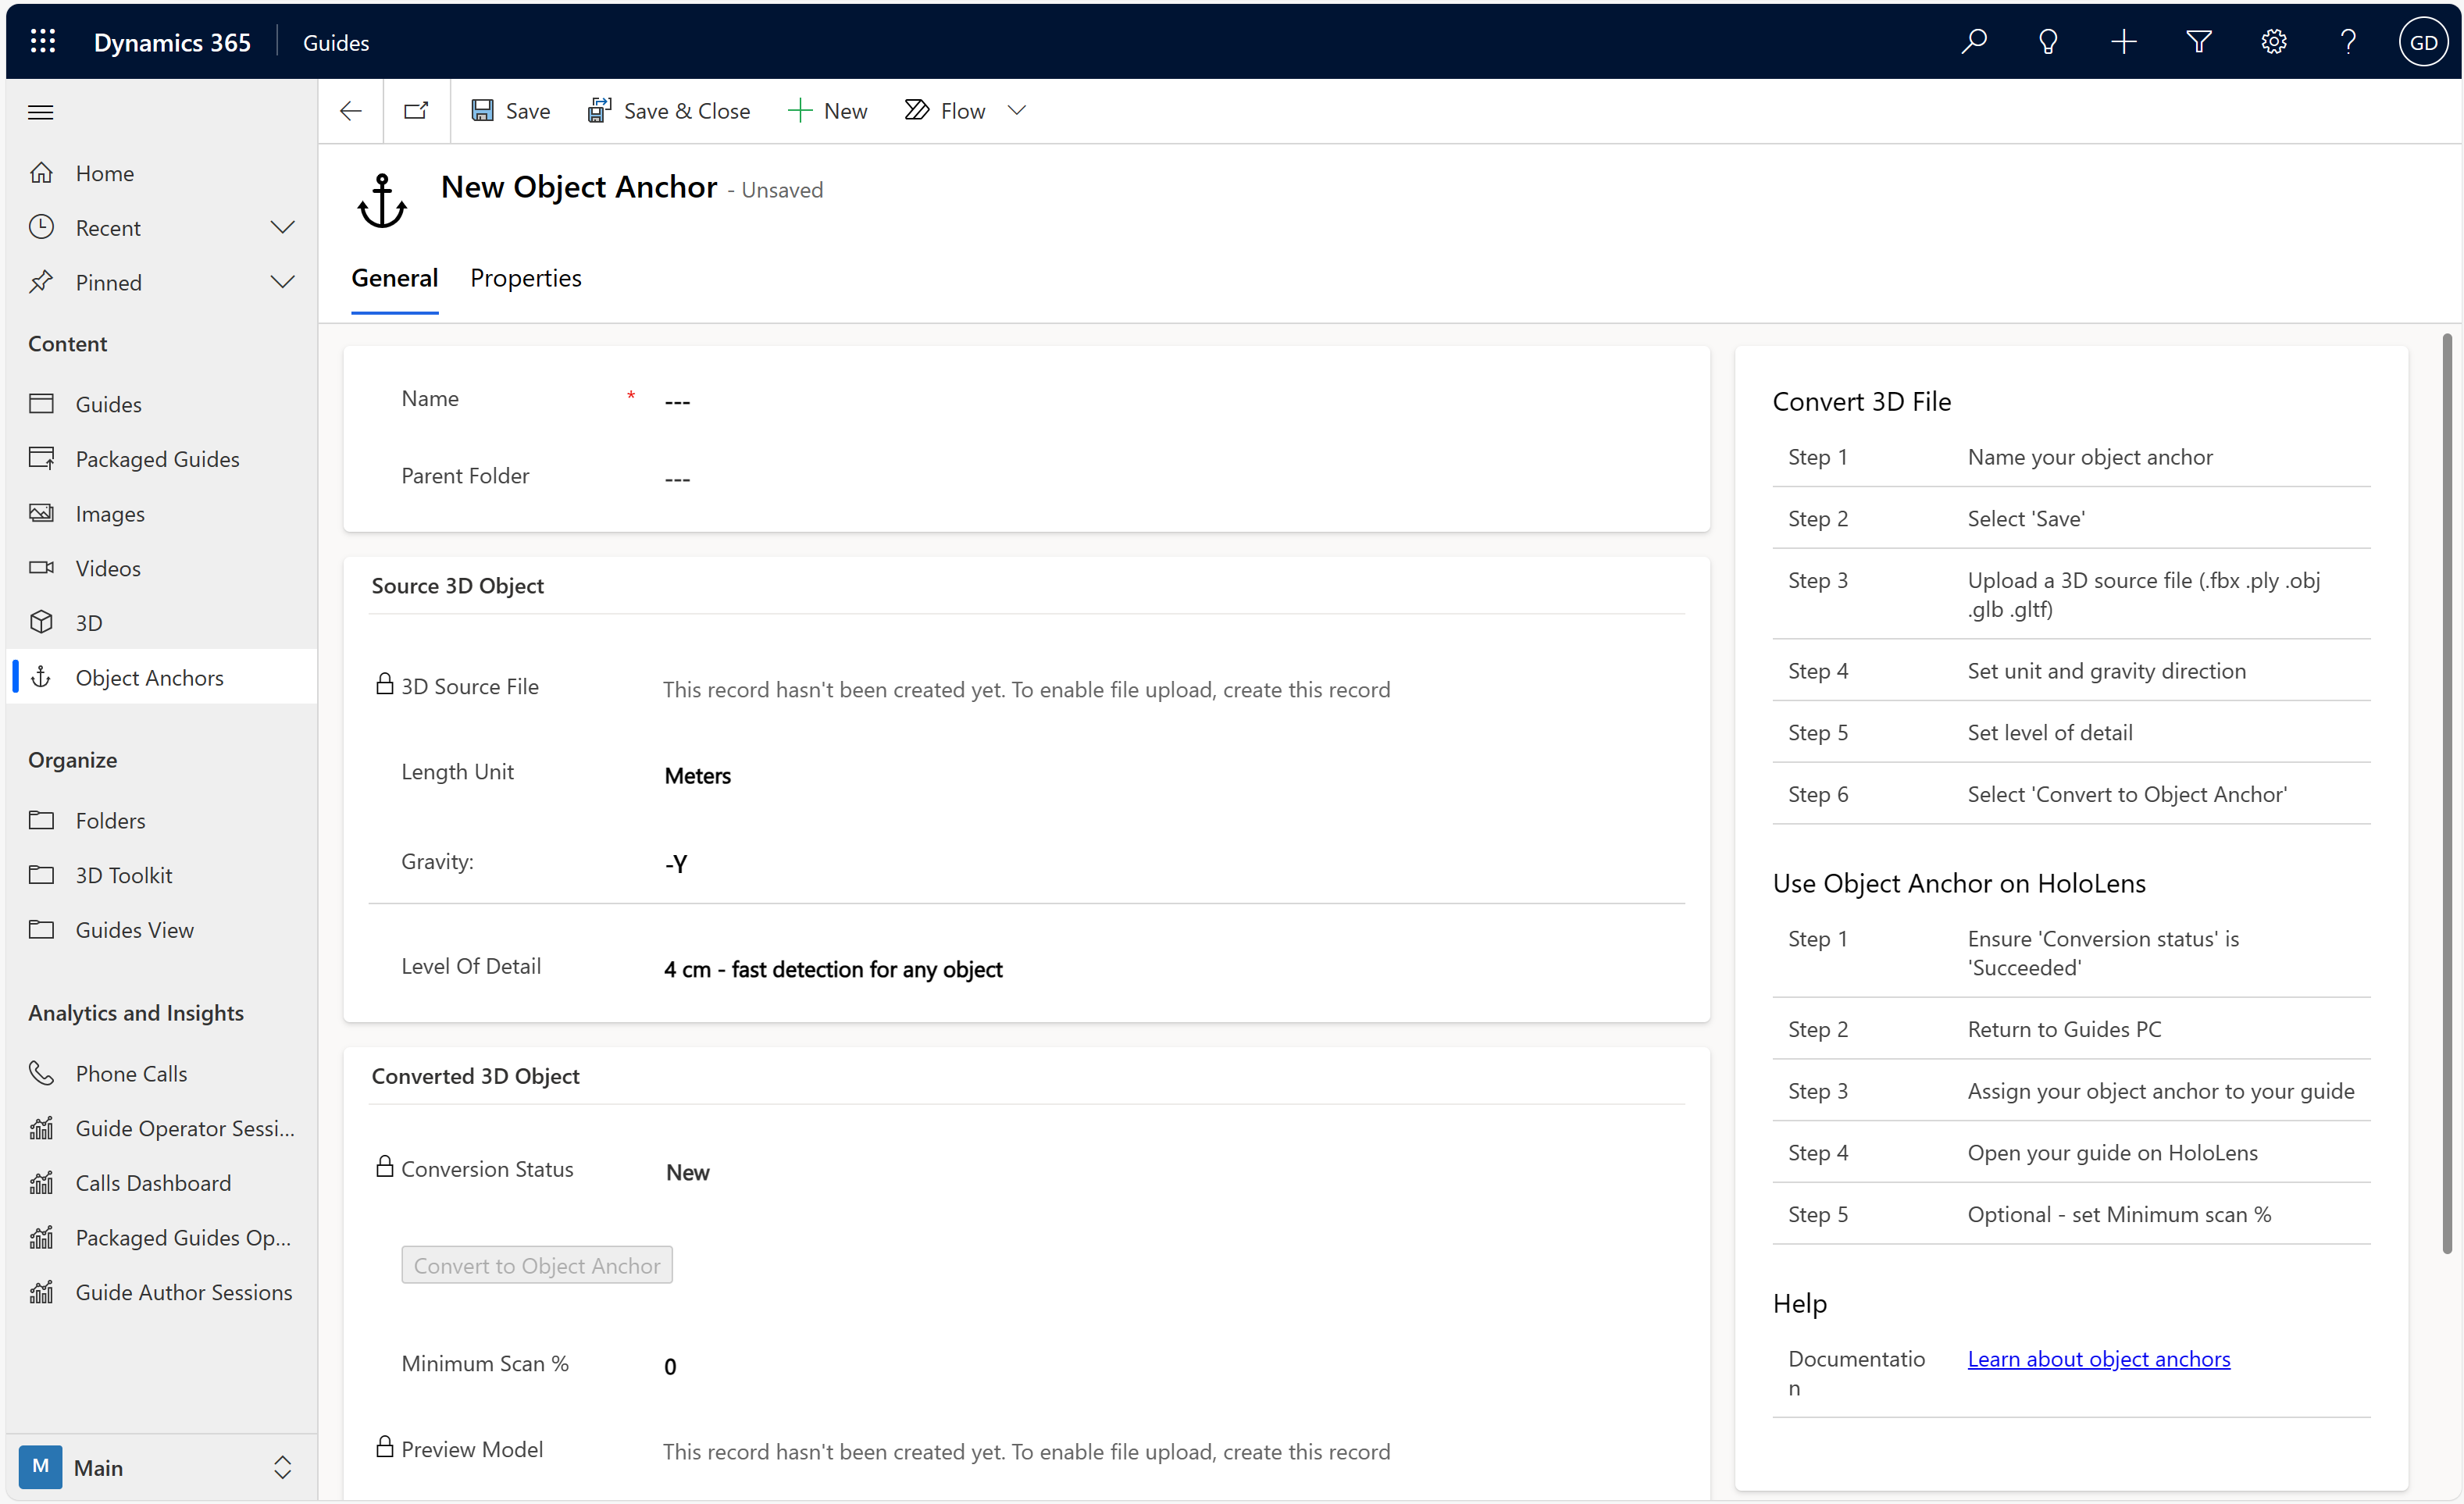 Dynamics 365
Guides
GD
Save
Save & Close
New
Flow
Home
Recent
Pinned
Content
Guides
Packaged Guides
Images
Videos
3D
Object Anchors
Organize
Folders
3D Toolkit
Guides View
Analytics and Insights
Phone Calls
Guide Operator Sessi...
Calls Dashboard
Packaged Guides Op...
Guide Author Sessions
M
Main
New Object Anchor - Unsaved
General
Properties
Name * ---
Parent Folder ---
Source 3D Object
3D Source File This record hasn't been created yet. To enable file upload, create this record
Length Unit Meters
Gravity: -Y
Level Of Detail 4 cm - fast detection for any object
Converted 3D Object
Conversion Status New
Convert to Object Anchor
Minimum Scan % 0
Preview Model This record hasn't been created yet. To enable file upload, create this record
Convert 3D File
Step 1 Name your object anchor
Step 2 Select 'Save'
Step 3 Upload a 3D source file (.fbx .ply .obj
.glb .gltf)
Step 4 Set unit and gravity direction
Step 5 Set level of detail
Step 6 Select 'Convert to Object Anchor'
Use Object Anchor on HoloLens
Step 1 Ensure 'Conversion status' is
'Succeeded'
Step 2 Return to Guides PC
Step 3 Assign your object anchor to your guide
Step 4 Open your guide on HoloLens
Step 5 Optional - set Minimum scan %
Help
Documentatio Learn about object anchors
n